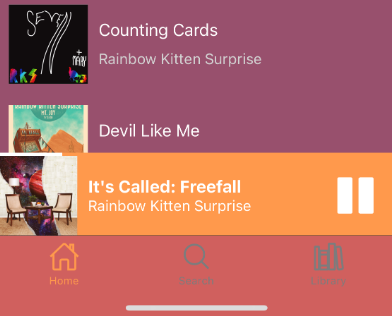 SEVEN
+
MARY
RKS
Counting Cards
Rainbow Kitten Surprise
RAINBOW KITTEN SURPRISE
Devil Like Me
It's Called: Freefall
Rainbow Kitten Surprise
Home
Search
Library